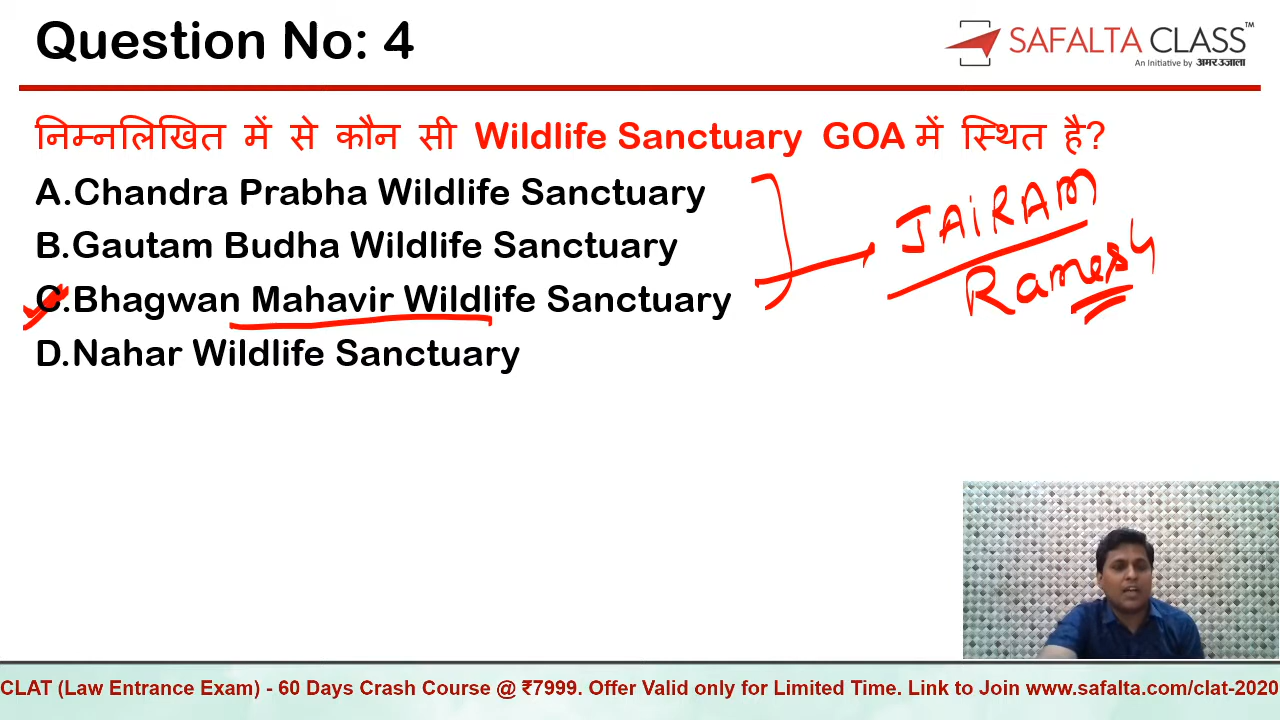 Question No: 4
SAFALTA CLASS™
An Initiative by अमर उजाला
निम्नलिखित में से कौन सी Wildlife Sanctuary GOA में स्थित है?
A.Chandra Prabha Wildlife Sanctuary
B.Gautam Budha Wildlife Sanctuary
C.Bhagwan Mahavir Wildlife Sanctuary
D.Nahar Wildlife Sanctuary
JAIRAM
Ramesh
CLAT (Law Entrance Exam) - 60 Days Crash Course @ ₹7999. Offer Valid only for Limited Time. Link to Join www.safalta.com/clat-2020